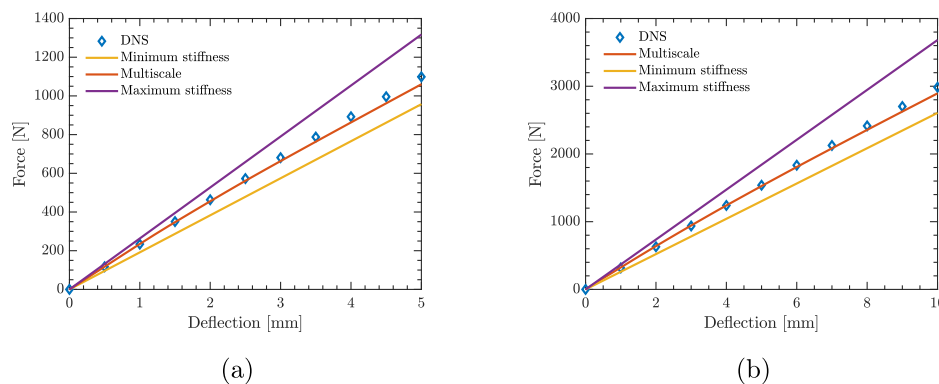 1400
1200
1000
800
600
400
200
0
Force [N]
DNS
Minimum stiffness
Multiscale
Maximum stiffness
0 1 2 3 4 5
Deflection [mm]
(a)
4000
3000
2000
1000
0
Force [N]
DNS
Multiscale
Minimum stiffness
Maximum stiffness
0 2 4 6 8 10
Deflection [mm]
(b)